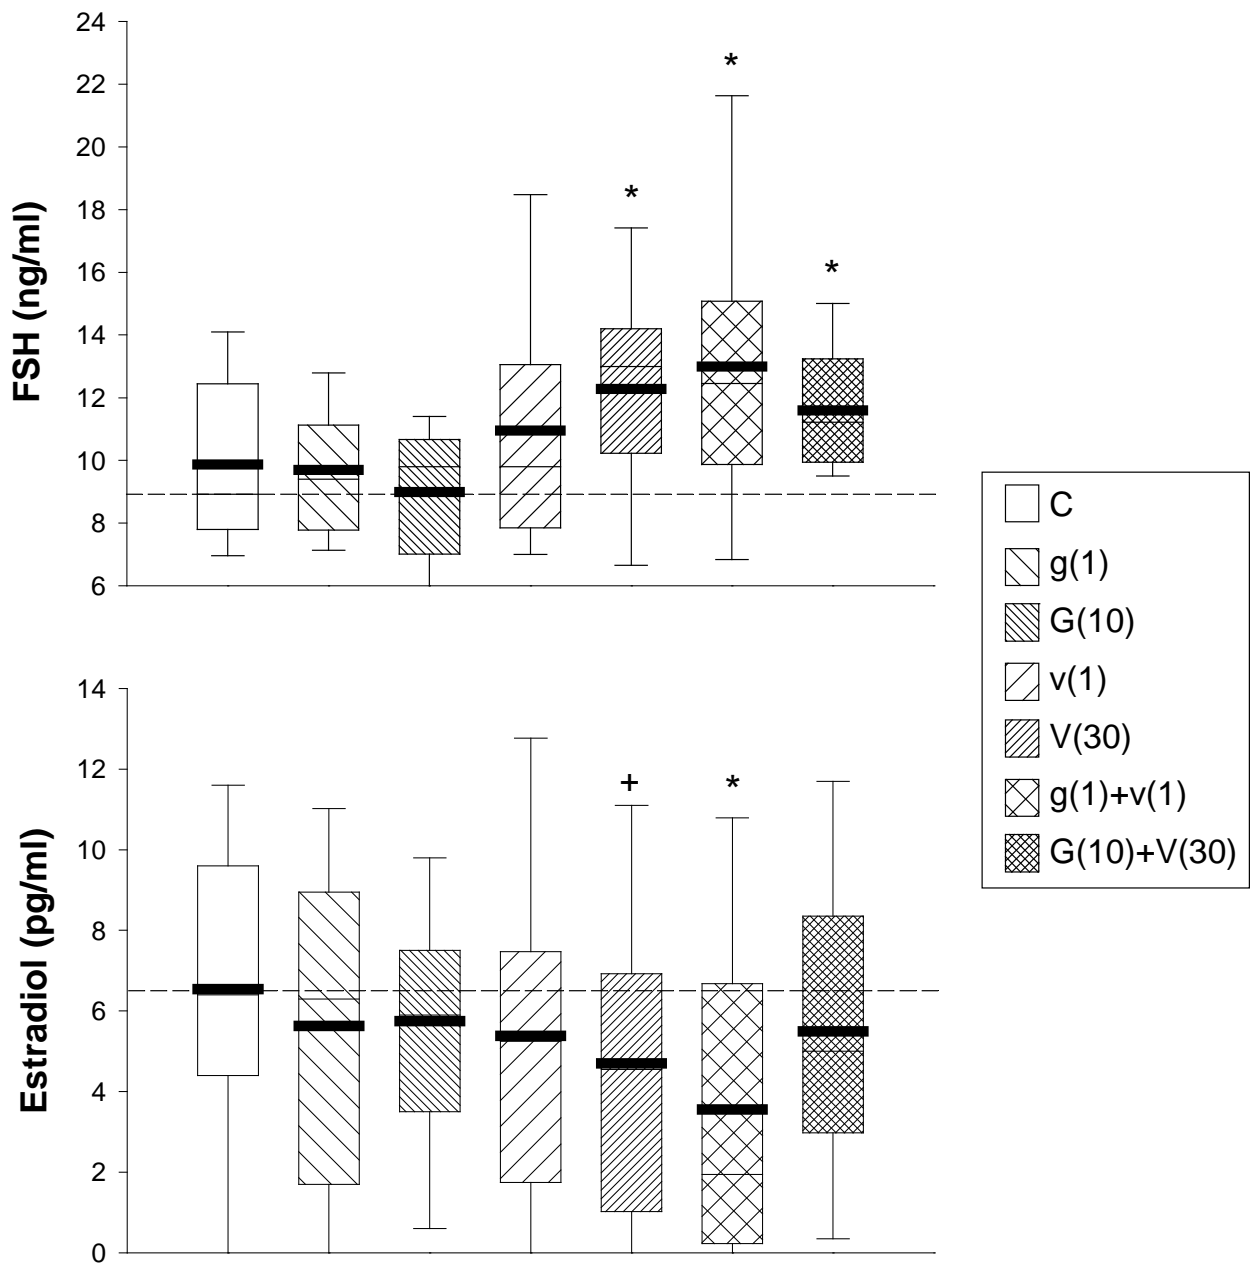 24
22
20
18
16
14
12
10
8
6
FSH (ng/ml)
*
*
*
14
12
10
8
6
4
2
0
Estradiol (pg/ml)
+
*
C
g(1)
G(10)
v(1)
V(30)
g(1)+v(1)
G(10)+V(30)